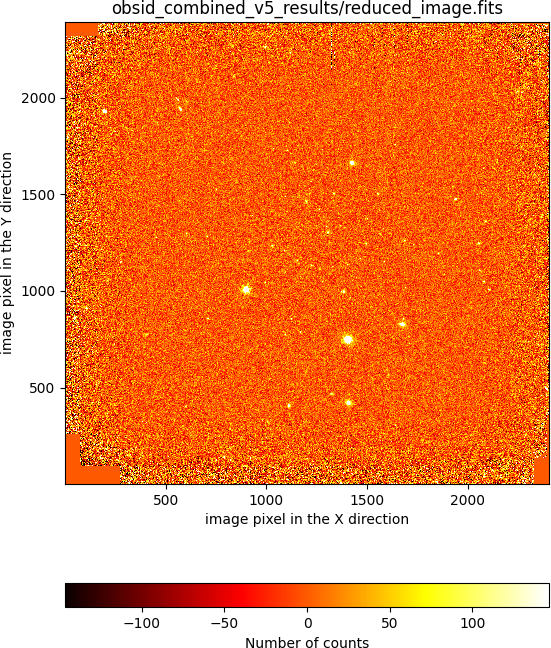 obsid_combined_v5_results/reduced_image.fits
image pixel in the Y direction
2000
1500
1000
500
500 1000 1500 2000
image pixel in the X direction
−100 −50 0 50 100
Number of counts